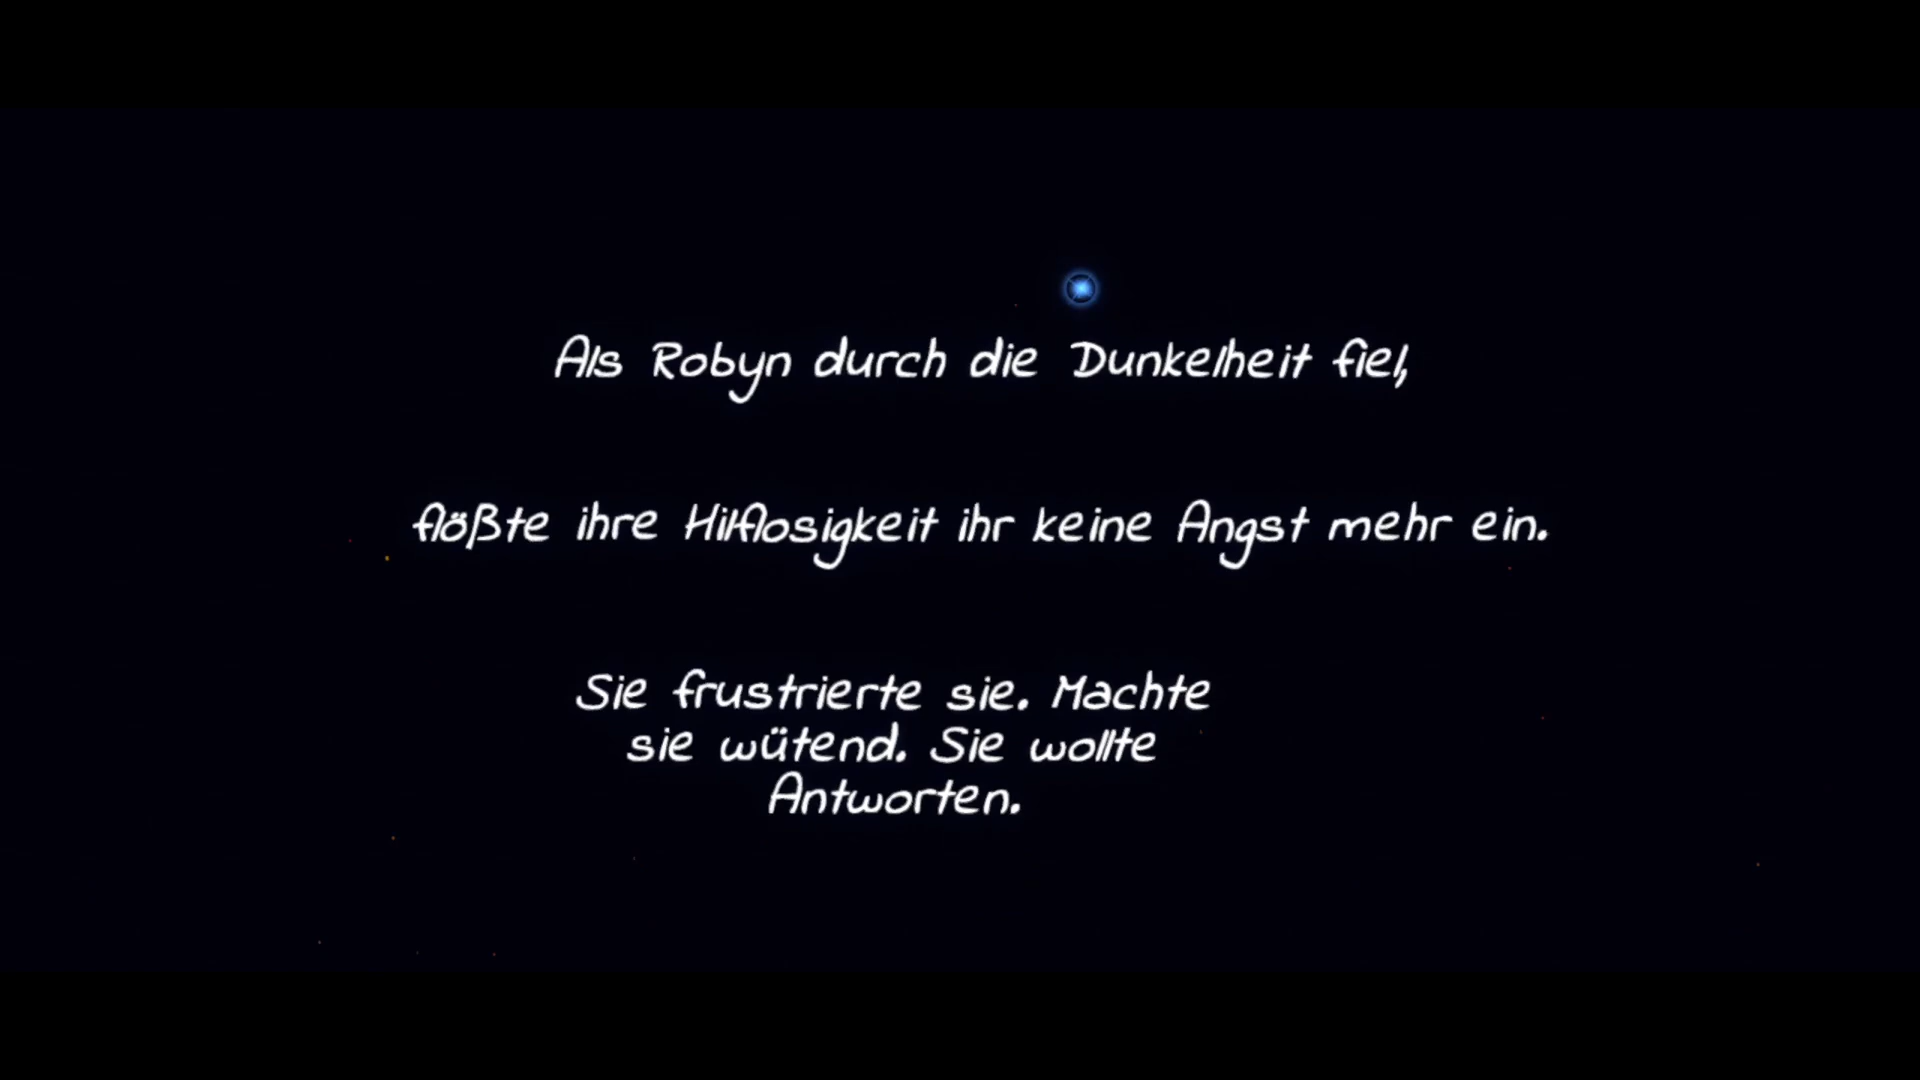 Als Robyn durch die Dunkelheit fiel,
flößte ihre Hilflosigkeit ihr keine Angst mehr ein.
Sie frustrierte sie. Machte
sie wütend. Sie wollte
Antworten.